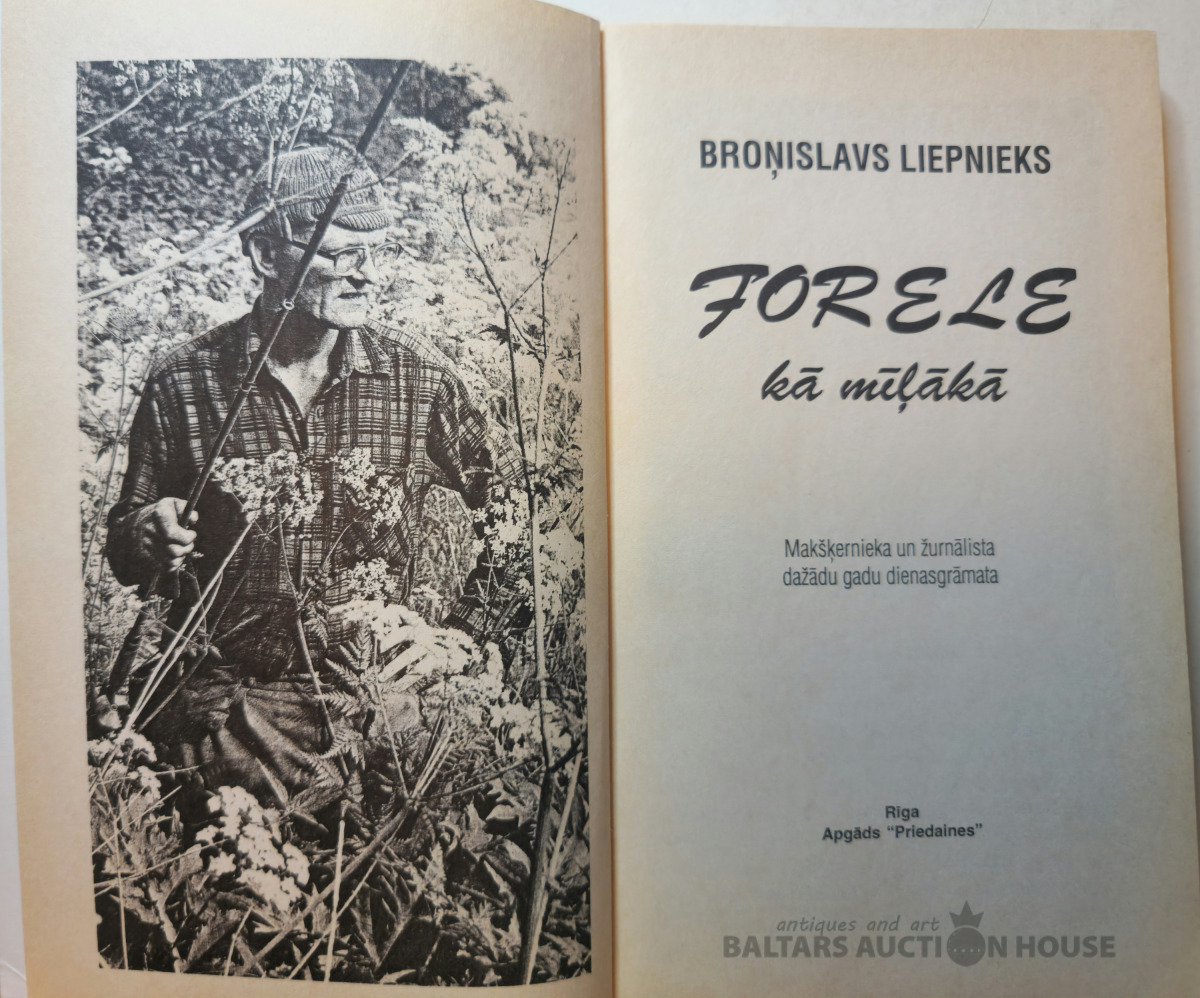 BROŅISLAVS LIEPNIEKS
FORELE
kā mīļākā
Makšķernieka un žurnālista
dažādu gadu dienasgrāmata
Rīga
Apgāds "Priedaines"
antiques and art
BALTARS AUCTION HOUSE